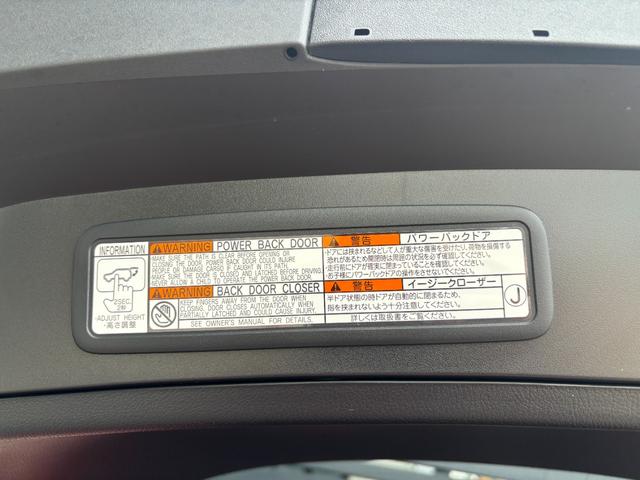 INFORMATION
2SEC.
2秒
ADJUST HEIGHT
・高さ調整
WARNING POWER BACK DOOR
MAKE SURE THE PATH IS CLEAR BEFORE OPENING OR
CLOSING THE DOOR. POWER BACK DOOR COULD INJURE
PEOPLE OR DAMAGE CARGO IF CAUGHT IN ITS PATH.
MAKE SURE THE DOOR IS CLOSED AND LATCHED BEFORE DRIVING.
NEVER ALLOW A CHILD TO OPERATE THE POWER BACK DOOR.
WARNING BACK DOOR CLOSER
KEEP FINGERS AWAY FROM THE DOOR WHEN
CLOSING. DOOR CLOSES AUTOMATICALLY WHEN
PARTIALLY LATCHED AND COULD CAUSE INJURY.
SEE OWNER'S MANUAL FOR DETAILS.
警告 パワーバックドア
・ドアには挟まれるなどして人が重大な傷害を受けたり、荷物を損傷する
恐れがあるため開閉時は周囲の状況を必ず確認してください。
・走行前にドアが確実に閉まっていることを確認してください。
・お子様にパワーバックドアの操作をさせないでください。
警告 イージークローザー
半ドア状態の時ドアが自動的に閉まるため、
指を挟まれないよう十分注意してください。
詳しくは取扱書をご覧ください。
J